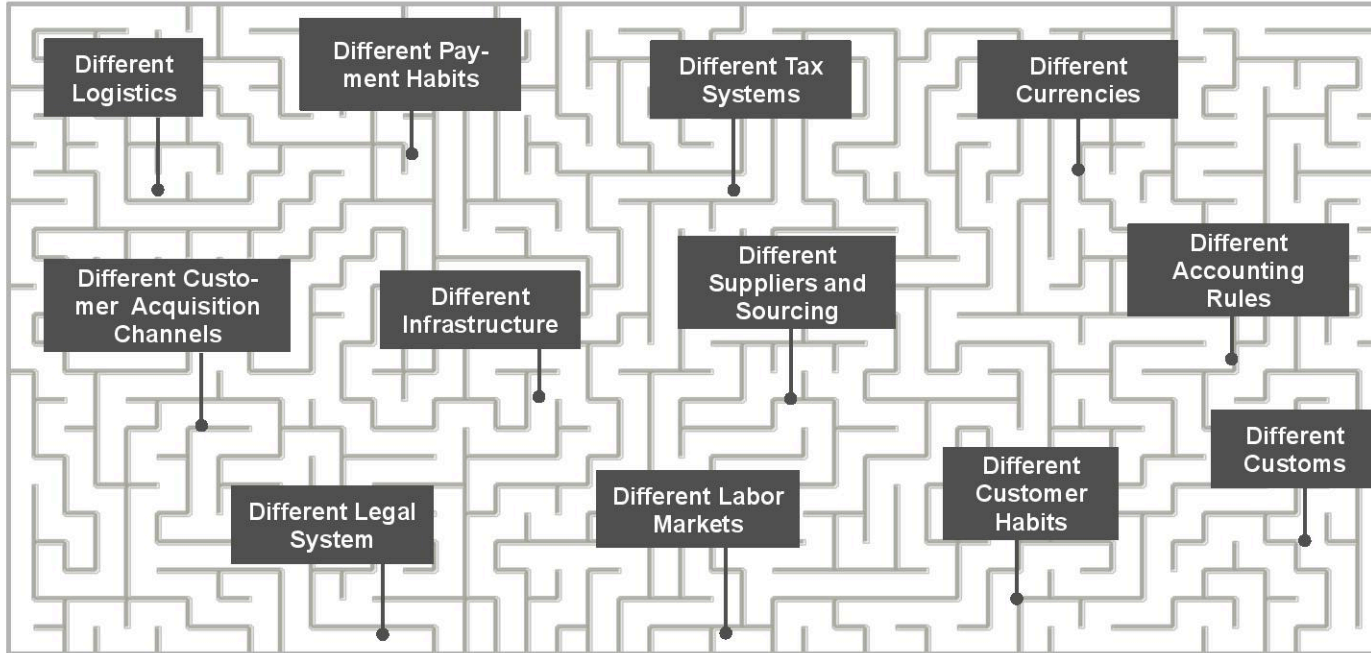 Different
Logistics
Different Pay-
ment Habits
Different Tax
Systems
Different
Currencies
Different Custo-
mer Acquisition
Channels
Different
Infrastructure
Different
Suppliers and
Sourcing
Different
Accounting
Rules
Different Legal
System
Different Labor
Markets
Different
Customer
Habits
Different
Customs